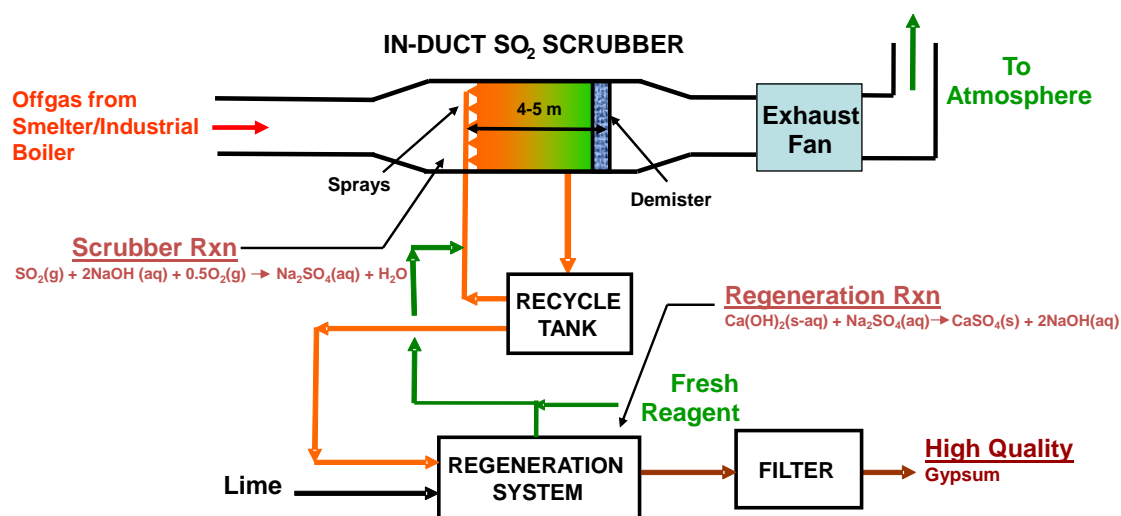 IN-DUCT SO₂ SCRUBBER
To
Atmosphere
Offgas from
Smelter/Industrial
Boiler
4-5 m
Exhaust
Fan
Sprays
Demister
Scrubber Rxn
SO₂(g) + 2NaOH (aq) + 0.5O₂(g) → Na₂SO₄(aq) + H₂O
RECYCLE
TANK
Regeneration Rxn
Ca(OH)₂(s-aq) + Na₂SO₄(aq)→CaSO₄(s) + 2NaOH(aq)
Fresh
Reagent
Lime
REGENERATION
SYSTEM
FILTER
High Quality
Gypsum